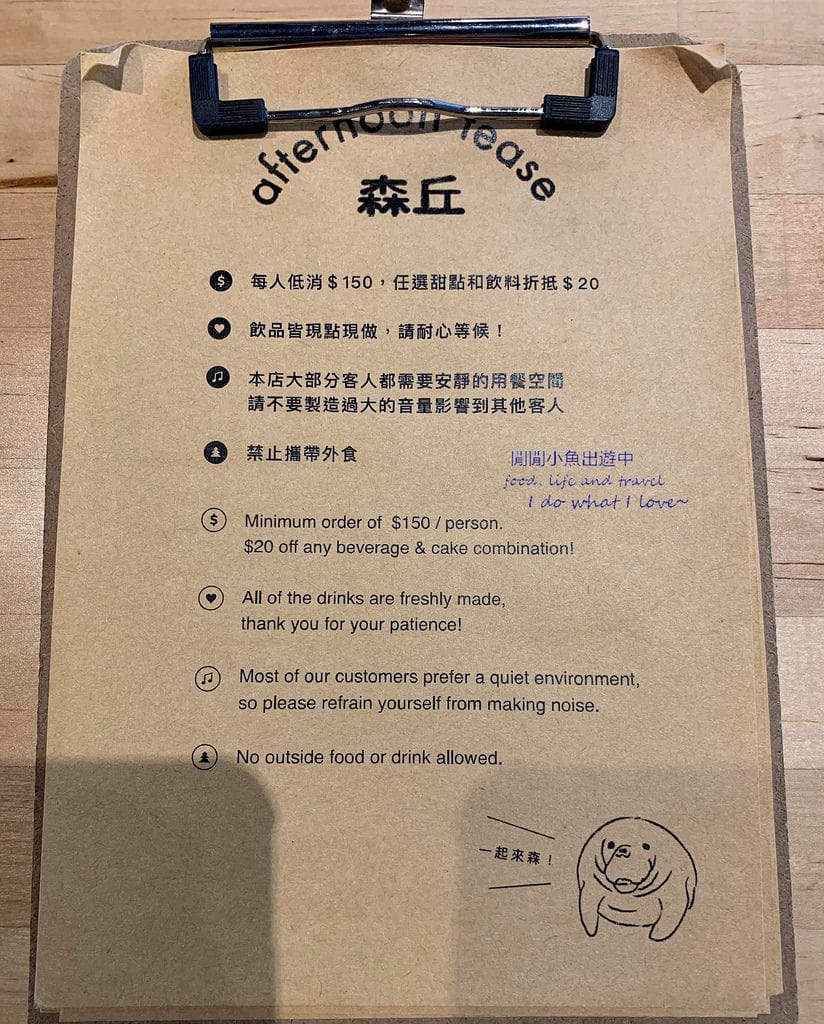 afternoon tease
森丘
每人低消$150，任選甜點和飲料折抵$20
飲品皆現點現做，請耐心等候！
本店大部分客人都需要安靜的用餐空間
請不要製造過大的音量影響到其他客人
禁止攜帶外食
閒閒小魚出遊中
food, life and travel
I do what I love~
Minimum order of $150 / person.
$20 off any beverage & cake combination!
All of the drinks are freshly made,
thank you for your patience!
Most of our customers prefer a quiet environment,
so please refrain yourself from making noise.
No outside food or drink allowed.
一起來森！